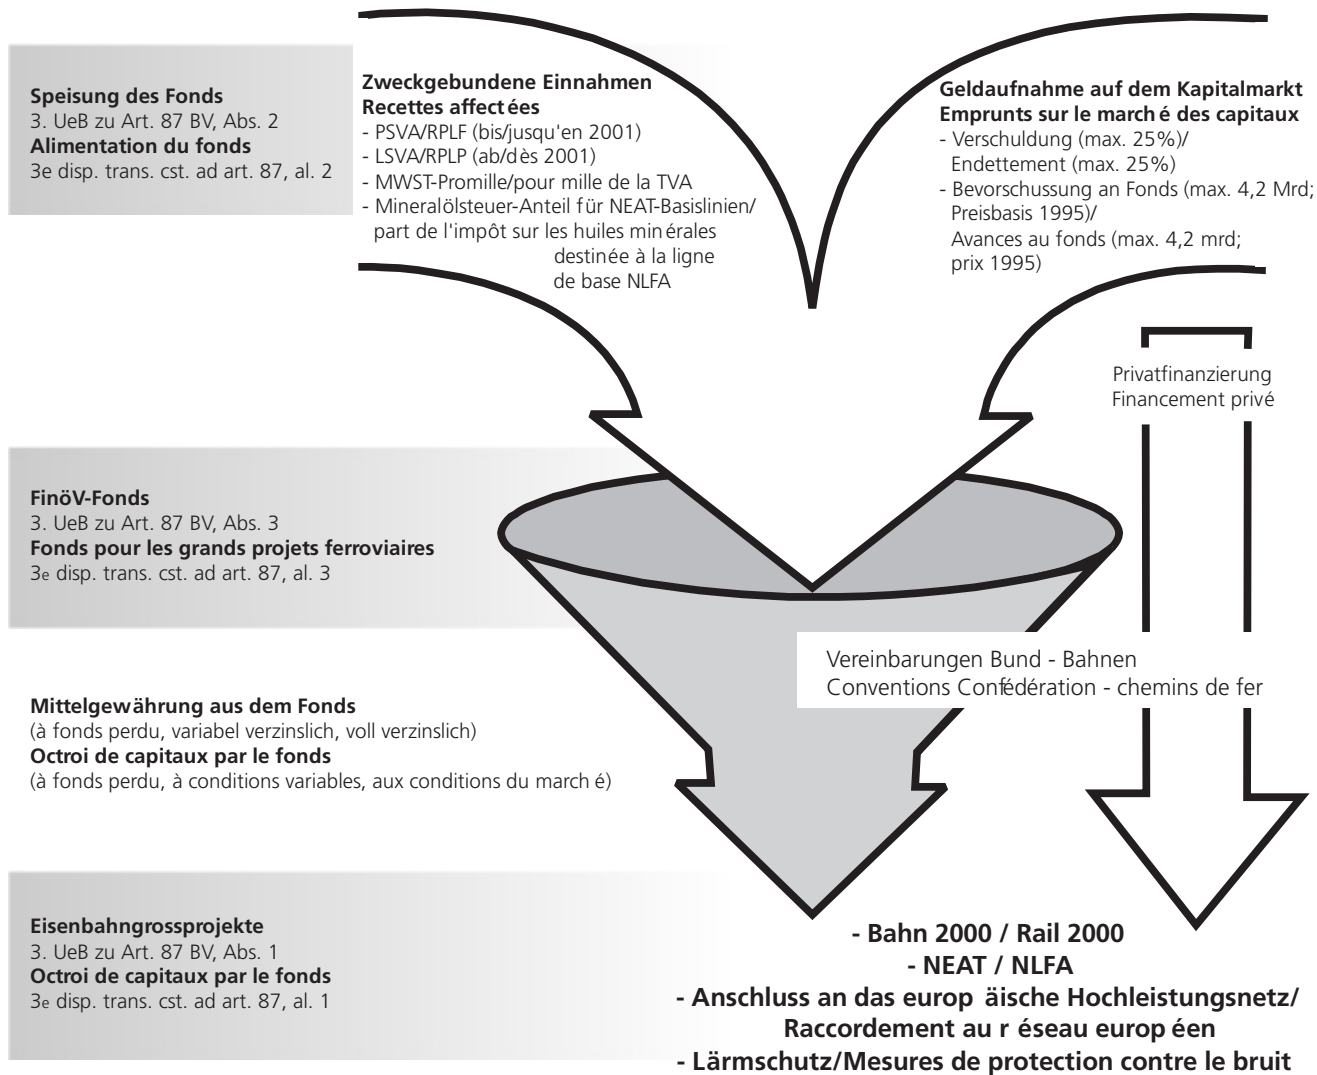 Speisung des Fonds
3. UeB zu Art. 87 BV, Abs. 2
Alimentation du fonds
3e disp. trans. cst. ad art. 87, al. 2
Zweckgebundene Einnahmen
Recettes affectées
- PSVA/RPLF (bis/jusqu'en 2001)
- LSVA/RPLP (ab/dès 2001)
- MWST-Promille/pour mille de la TVA
- Mineralölsteuer-Anteil für NEAT-Basislinien/
part de l'impôt sur les huiles minérales
destinée à la ligne
de base NLFA
Geldaufnahme auf dem Kapitalmarkt
Emprunts sur le marché des capitaux
- Verschuldung (max. 25%)/
Endettement (max. 25%)
- Bevorschussung an Fonds (max. 4,2 Mrd;
Preisbasis 1995)/
Avances au fonds (max. 4,2 mrd;
prix 1995)
Privatfinanzierung
Financement privé
FinöV-Fonds
3. UeB zu Art. 87 BV, Abs. 3
Fonds pour les grands projets ferroviaires
3e disp. trans. cst. ad art. 87, al. 3
Vereinbarungen Bund - Bahnen
Conventions Confédération - chemins de fer
Mittelgewährung aus dem Fonds
(à fonds perdu, variabel verzinslich, voll verzinslich)
Octroi de capitaux par le fonds
(à fonds perdu, à conditions variables, aux conditions du marché)
Eisenbahngrossprojekte
3. UeB zu Art. 87 BV, Abs. 1
Octroi de capitaux par le fonds
3e disp. trans. cst. ad art. 87, al. 1
- Bahn 2000 / Rail 2000
- NEAT / NLFA
- Anschluss an das europäische Hochleistungsnetz/
Raccordement au réseau européen
- Lärmschutz/Mesures de protection contre le bruit